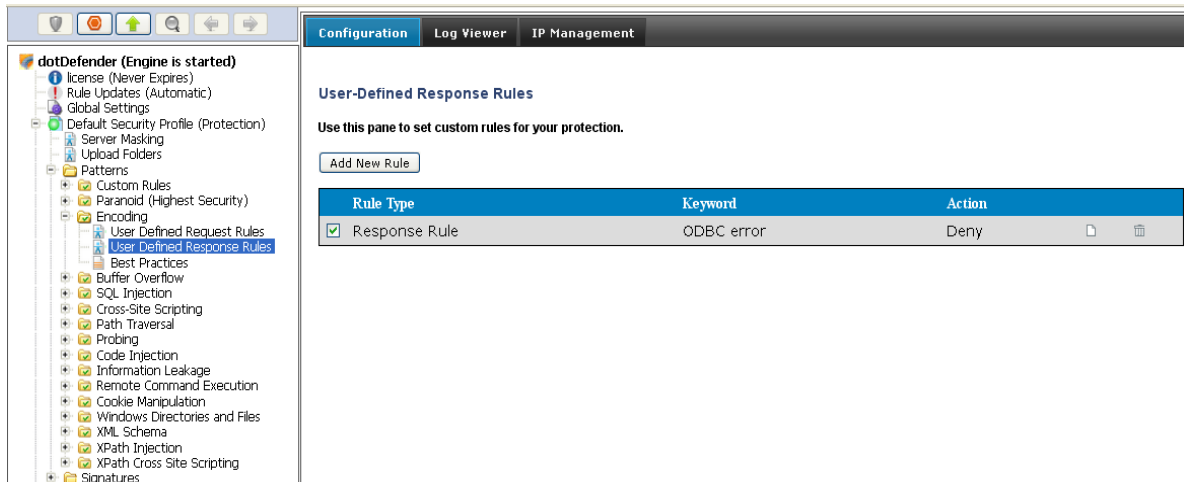 Configuration
Log Viewer
IP Management
dotDefender (Engine is started)
license (Never Expires)
Rule Updates (Automatic)
Global Settings
Default Security Profile (Protection)
Server Masking
Upload Folders
Patterns
Custom Rules
Paranoid (Highest Security)
Encoding
User Defined Request Rules
User Defined Response Rules
Best Practices
Buffer Overflow
SQL Injection
Cross-Site Scripting
Path Traversal
Probing
Code Injection
Information Leakage
Remote Command Execution
Cookie Manipulation
Windows Directories and Files
XML Schema
XPath Injection
XPath Cross Site Scripting
Signatures
User-Defined Response Rules
Use this pane to set custom rules for your protection.
Add New Rule
Rule Type Keyword Action
Response Rule ODBC error Deny